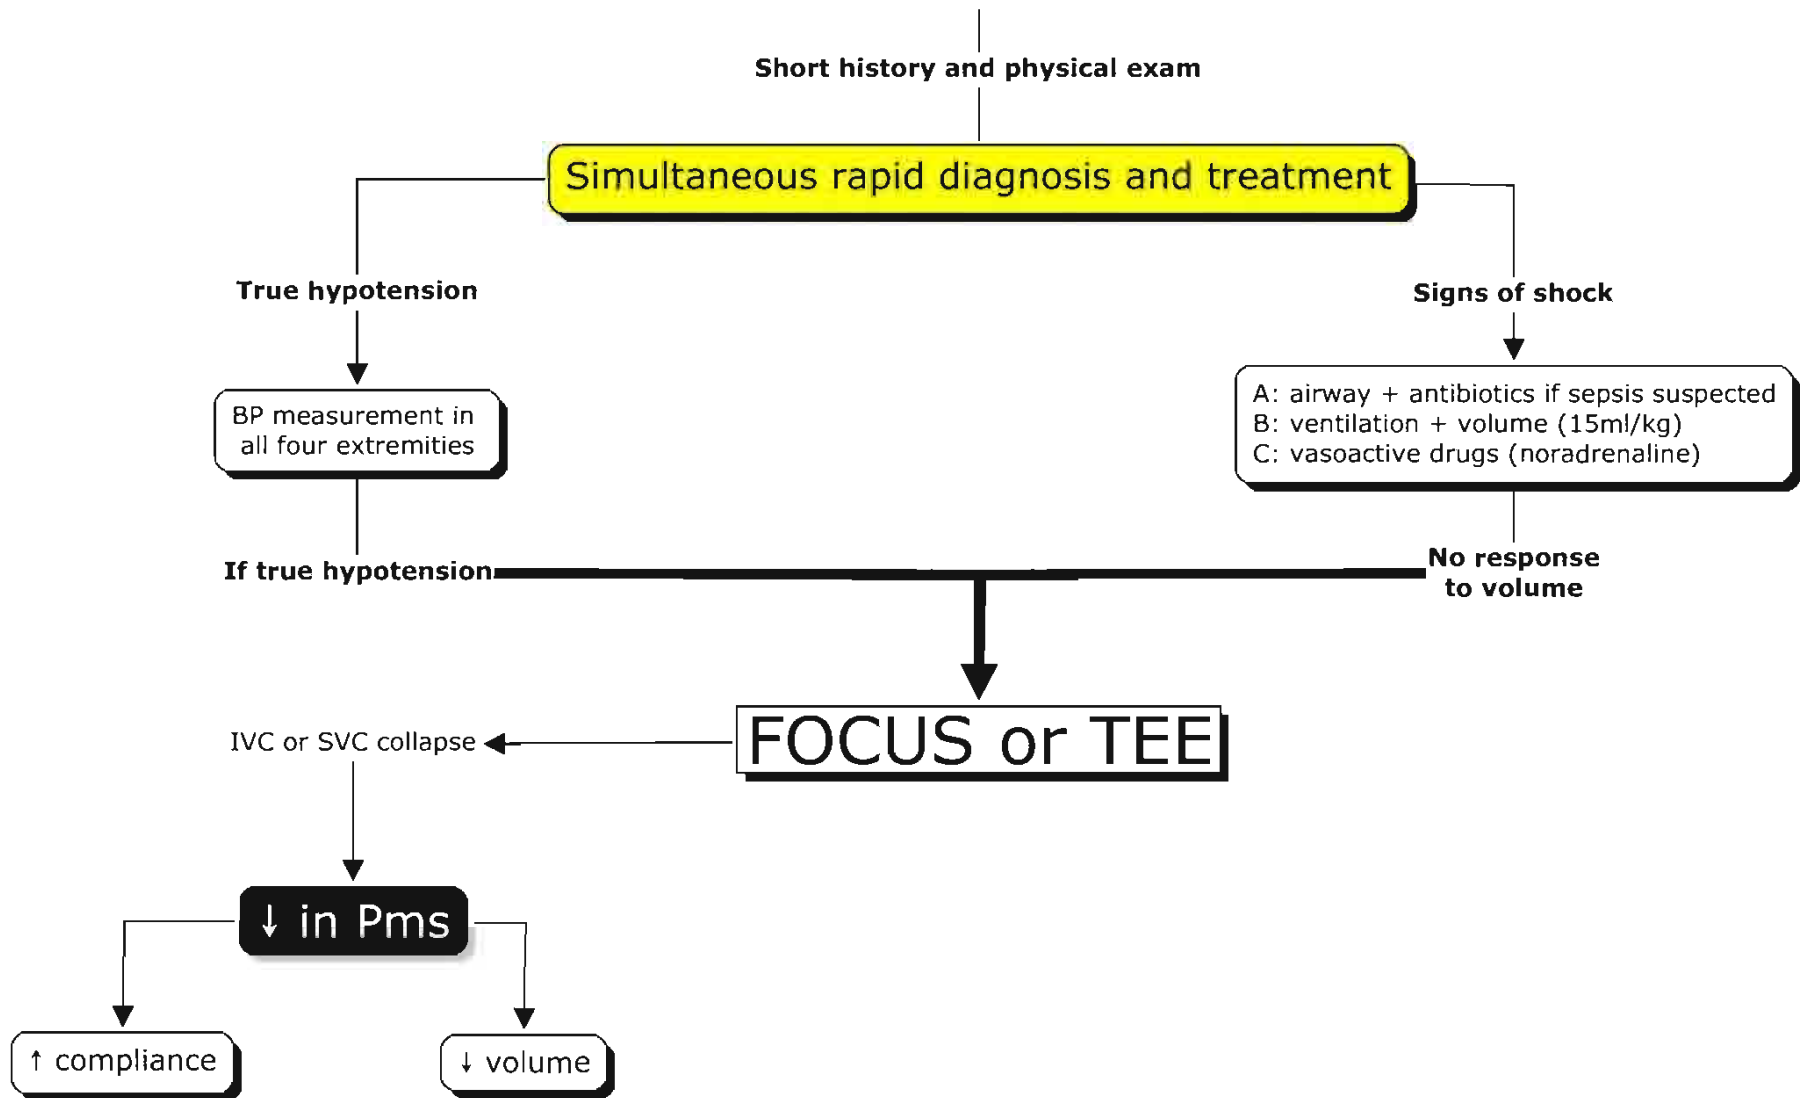 Short history and physical exam
Simultaneous rapid diagnosis and treatment
True hypotension
Signs of shock
BP measurement in
all four extremities
A: airway + antibiotics if sepsis suspected
B: ventilation + volume (15ml/kg)
C: vasoactive drugs (noradrenaline)
If true hypotension
No response
to volume
FOCUS or TEE
IVC or SVC collapse
↓ in Pms
↑ compliance
↓ volume